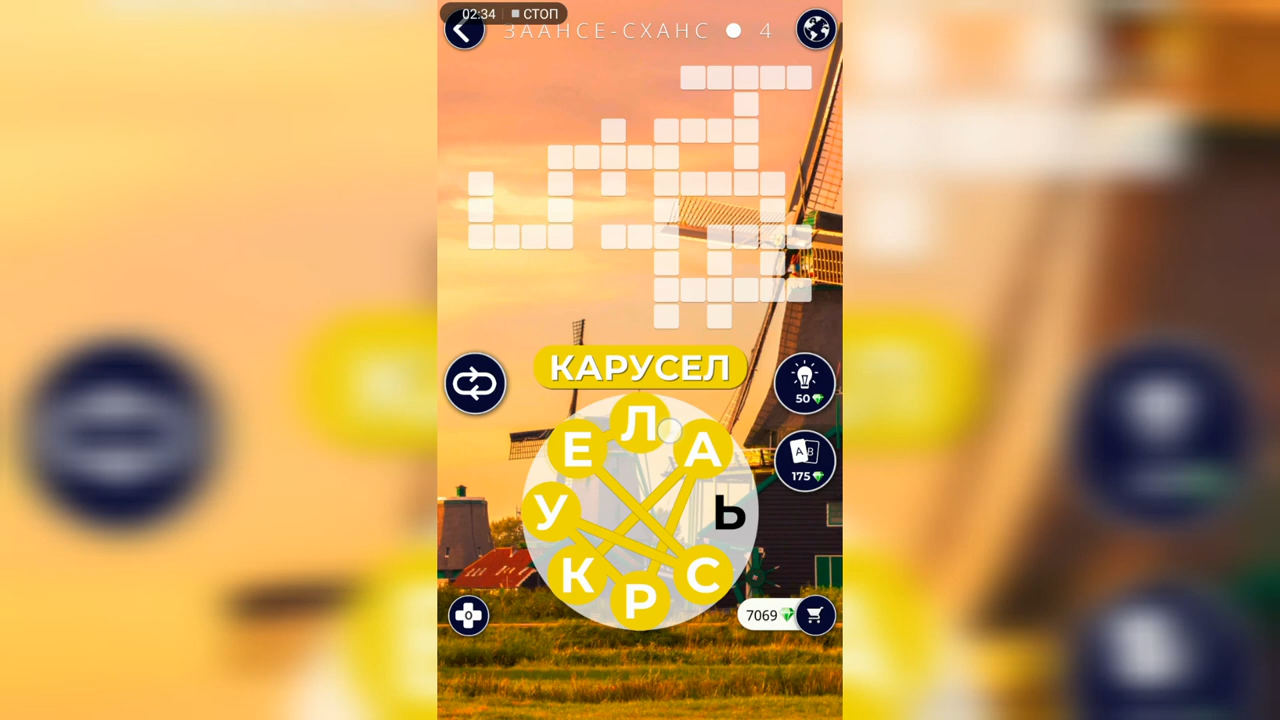 02:34 СТОП
ЗААНСЕ-СХАНС 4
КАРУСЕЛ
50
Л
Е А
A B
175
У Ь
К С
Р
0
7069